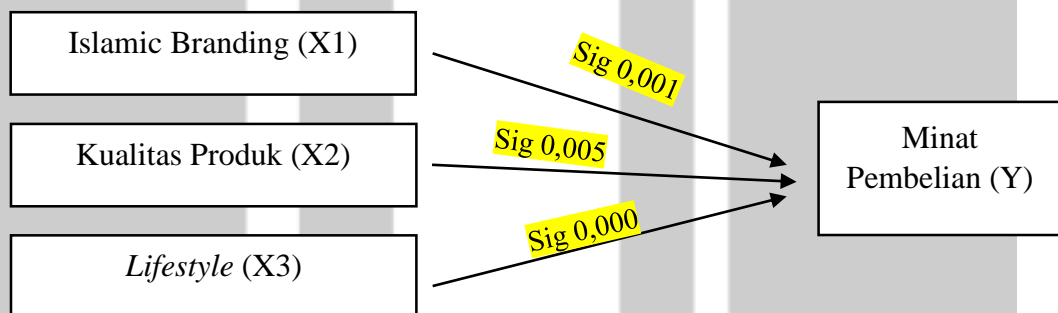 Islamic Branding (X1)
Sig 0,001
Kualitas Produk (X2)
Sig 0,005
Minat
Pembelian (Y)
Lifestyle (X3)
Sig 0,000